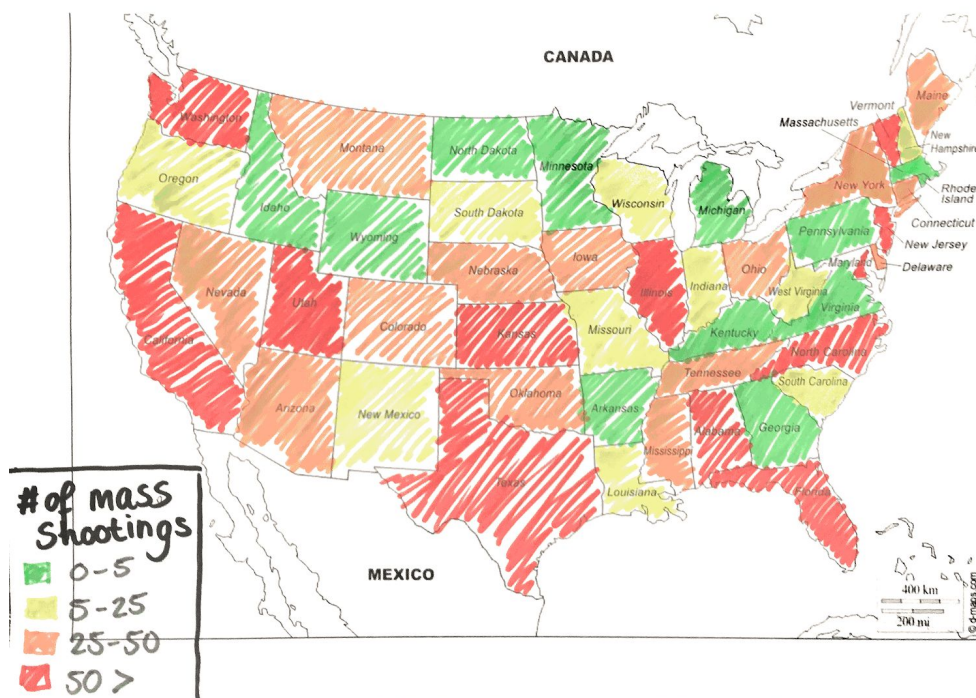 CANADA
Washington
Montana
North Dakota
Minnesota
Vermont
Maine
Massachusetts
New
Hampshire
Oregon
Idaho
South Dakota
Wisconsin
Michigan
New York
Rhode
Island
Connecticut
Wyoming
Pennsylvania
New Jersey
Nebraska
Iowa
Ohio
Maryland
Delaware
Nevada
Utah
Colorado
Illinois
Indiana
West Virginia
Virginia
California
Kansas
Missouri
Kentucky
North Carolina
Tennessee
Arizona
New Mexico
Oklahoma
Arkansas
South Carolina
Mississippi
Alabama
Georgia
Texas
Louisiana
Florida
MEXICO
# of mass
shootings
0-5
5-25
25-50
50 >
400 km
200 mi
© d-maps.com